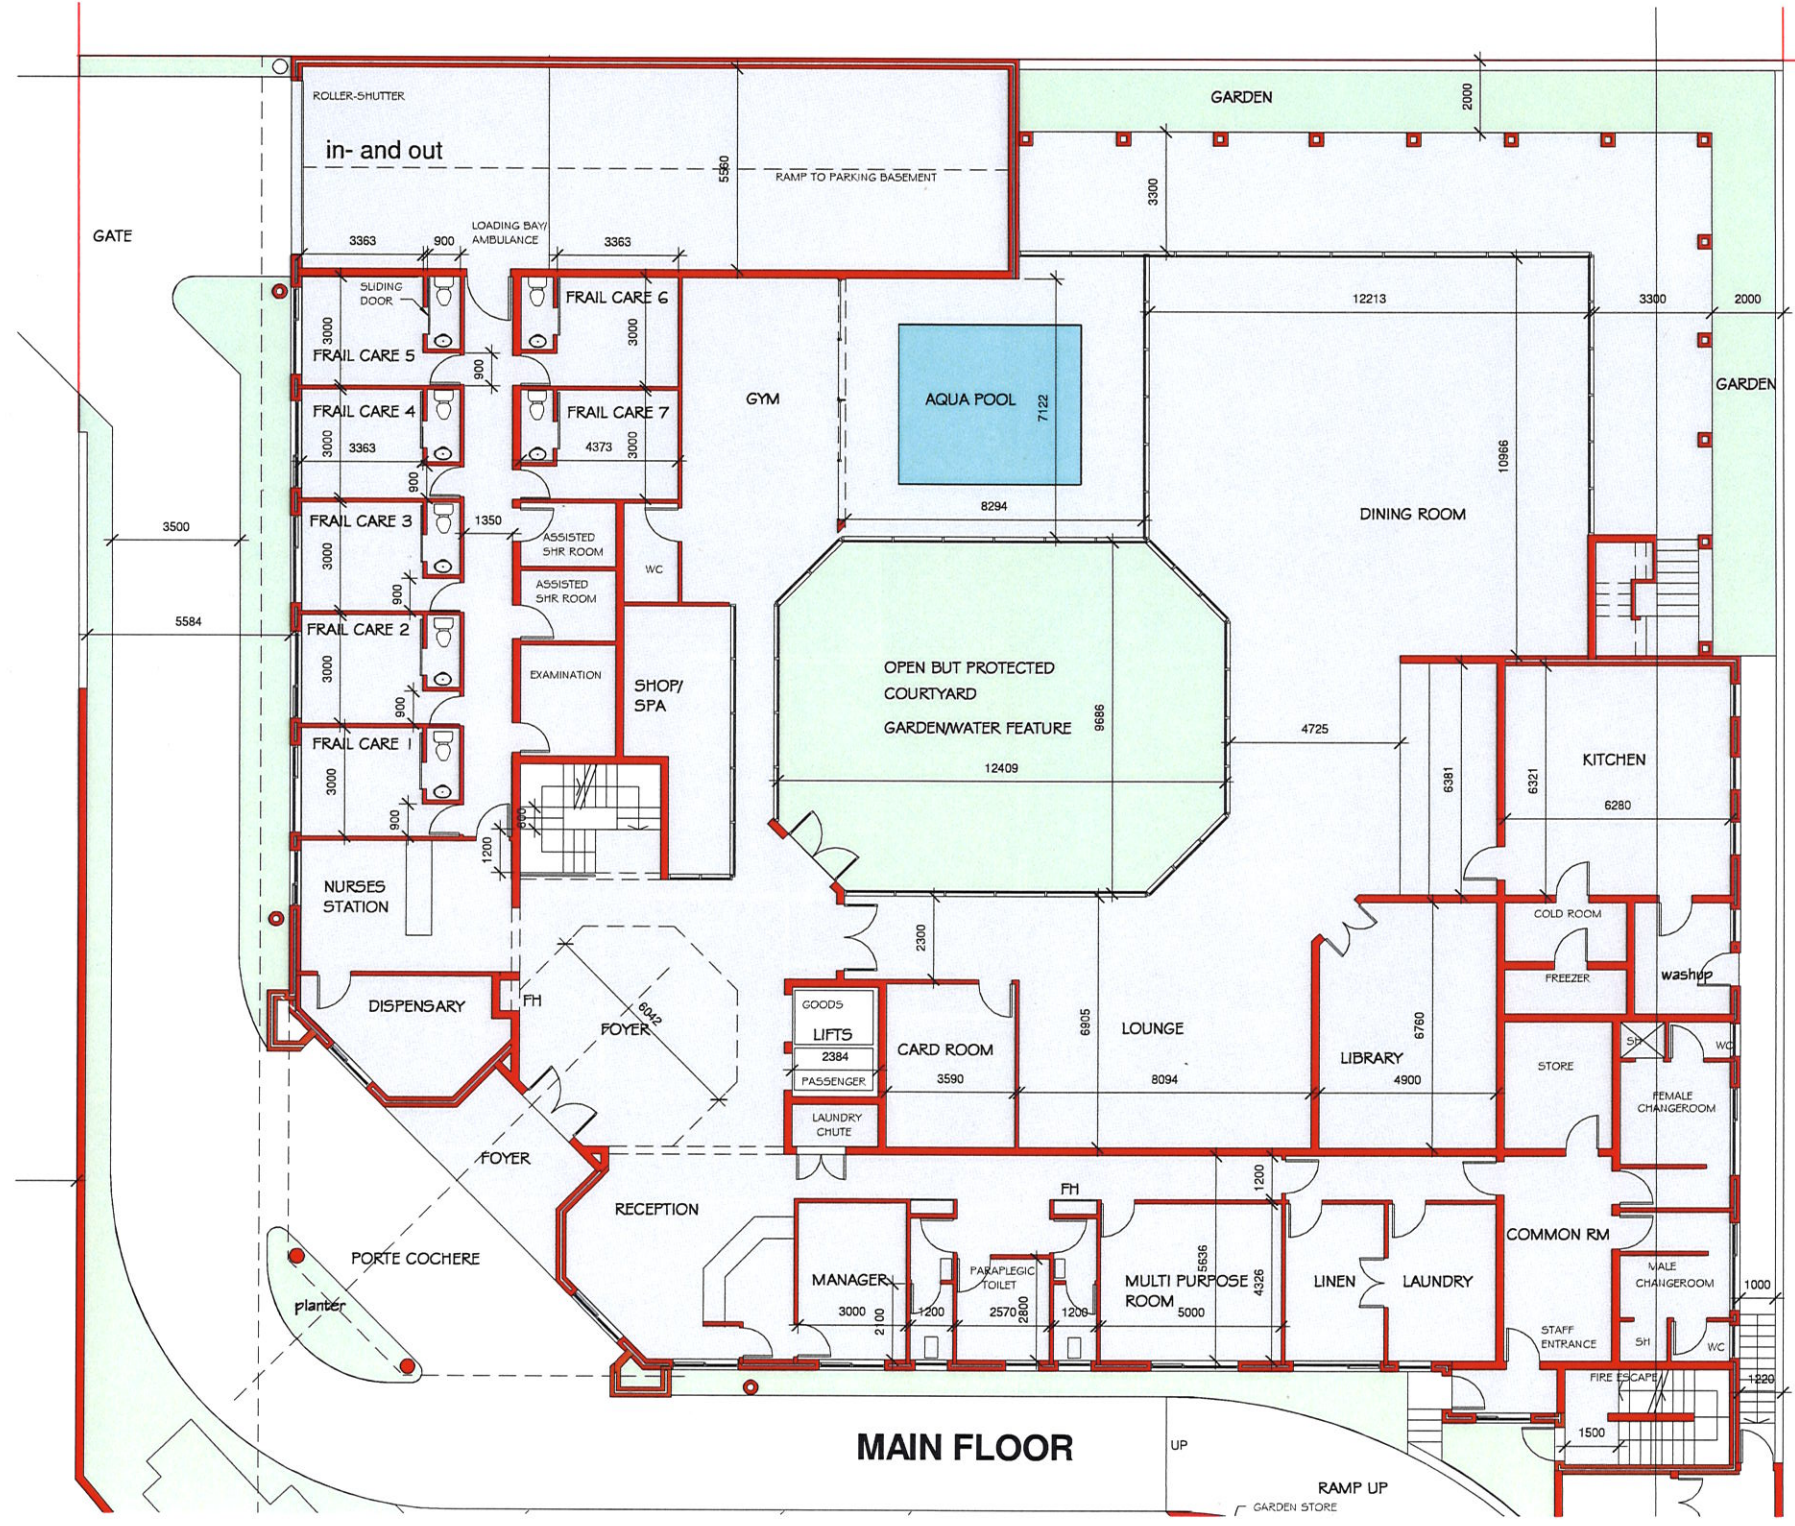 ROLLER-SHUTTER
in- and out
5560
RAMP TO PARKING BASEMENT
GARDEN
2000
3300
GATE
LOADING BAY/
AMBULANCE
3363
900
3363
SLIDING
DOOR
3000
FRAIL CARE 5
FRAIL CARE 6
3000
900
12213
3300
2000
FRAIL CARE 4
3000
3363
900
FRAIL CARE 7
4373
3000
GYM
AQUA POOL
7122
8294
10966
GARDEN
DINING ROOM
3500
FRAIL CARE 3
3000
900
1350
ASSISTED
SHR ROOM
WC
ASSISTED
SHR ROOM
5584
FRAIL CARE 2
3000
900
EXAMINATION
SHOP/
SPA
OPEN BUT PROTECTED
COURTYARD
GARDEN/WATER FEATURE
9686
12409
4725
6381
6321
KITCHEN
6280
FRAIL CARE 1
3000
900
600
1200
NURSES
STATION
2300
COLD ROOM
FREEZER
washup
DISPENSARY
FH
FOYER
6042
GOODS
LIFTS
2384
PASSENGER
CARD ROOM
3590
6905
LOUNGE
8094
6760
LIBRARY
4900
STORE
SH
WC
FEMALE
CHANGEROOM
LAUNDRY
CHUTE
FOYER
RECEPTION
FH
1200
PORTE COCHERE
planter
MANAGER
3000
2100
1200
PARAPLEGIC
TOILET
2570
2800
1200
MULTI PURPOSE
ROOM
5000
5636
4326
LINEN
LAUNDRY
COMMON RM
MALE
CHANGEROOM
1000
STAFF
ENTRANCE
SH
WC
FIRE ESCAPE
1220
1500
MAIN FLOOR
UP
RAMP UP
GARDEN STORE